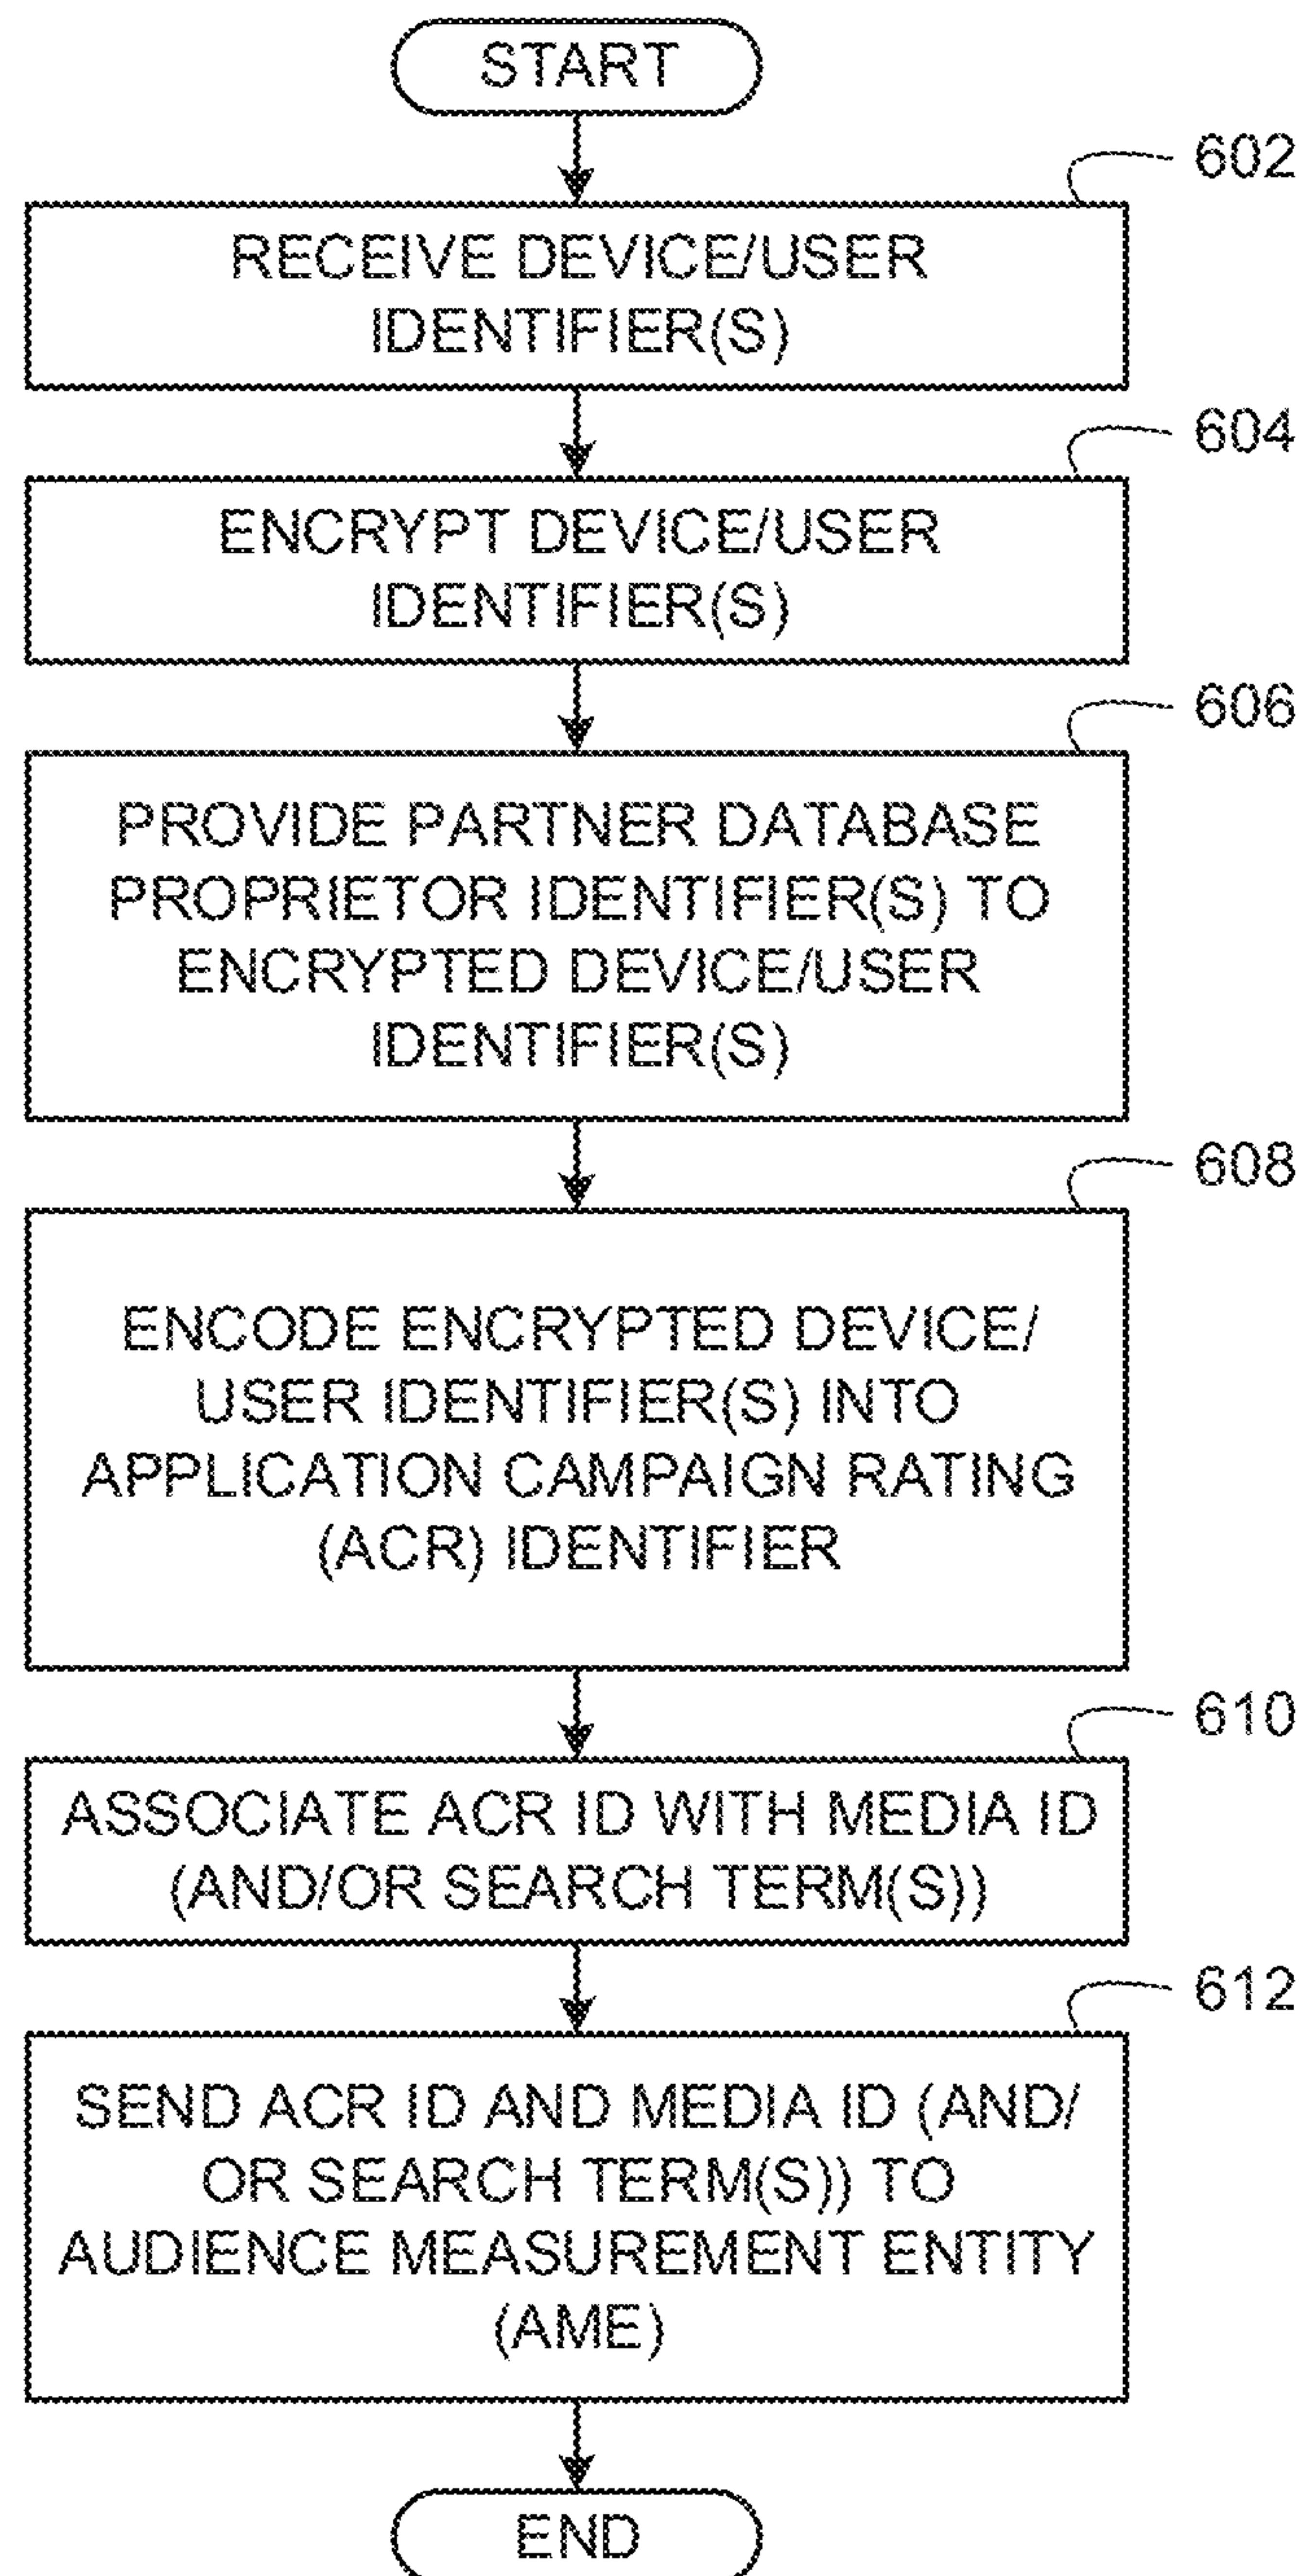 START
602
RECEIVE DEVICE/USER
IDENTIFIER(S)
604
ENCRYPT DEVICE/USER
IDENTIFIER(S)
606
PROVIDE PARTNER DATABASE
PROPRIETOR IDENTIFIER(S) TO
ENCRYPTED DEVICE/USER
IDENTIFIER(S)
608
ENCODE ENCRYPTED DEVICE/
USER IDENTIFIER(S) INTO
APPLICATION CAMPAIGN RATING
(ACR) IDENTIFIER
610
ASSOCIATE ACR ID WITH MEDIA ID
(AND/OR SEARCH TERM(S))
612
SEND ACR ID AND MEDIA ID (AND/
OR SEARCH TERM(S)) TO
AUDIENCE MEASUREMENT ENTITY
(AME)
END